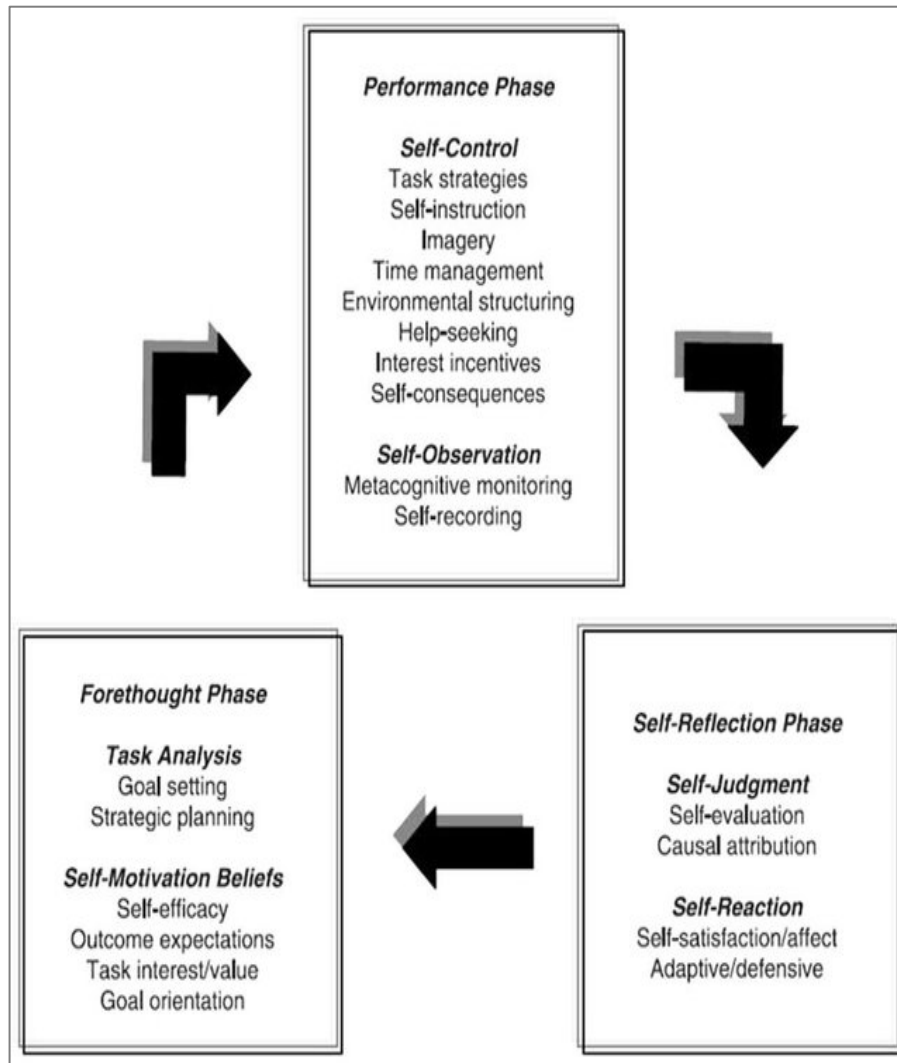 Performance Phase
Self-Control
Task strategies
Self-instruction
Imagery
Time management
Environmental structuring
Help-seeking
Interest incentives
Self-consequences
Self-Observation
Metacognitive monitoring
Self-recording
Forethought Phase
Task Analysis
Goal setting
Strategic planning
Self-Motivation Beliefs
Self-efficacy
Outcome expectations
Task interest/value
Goal orientation
Self-Reflection Phase
Self-Judgment
Self-evaluation
Causal attribution
Self-Reaction
Self-satisfaction/affect
Adaptive/defensive